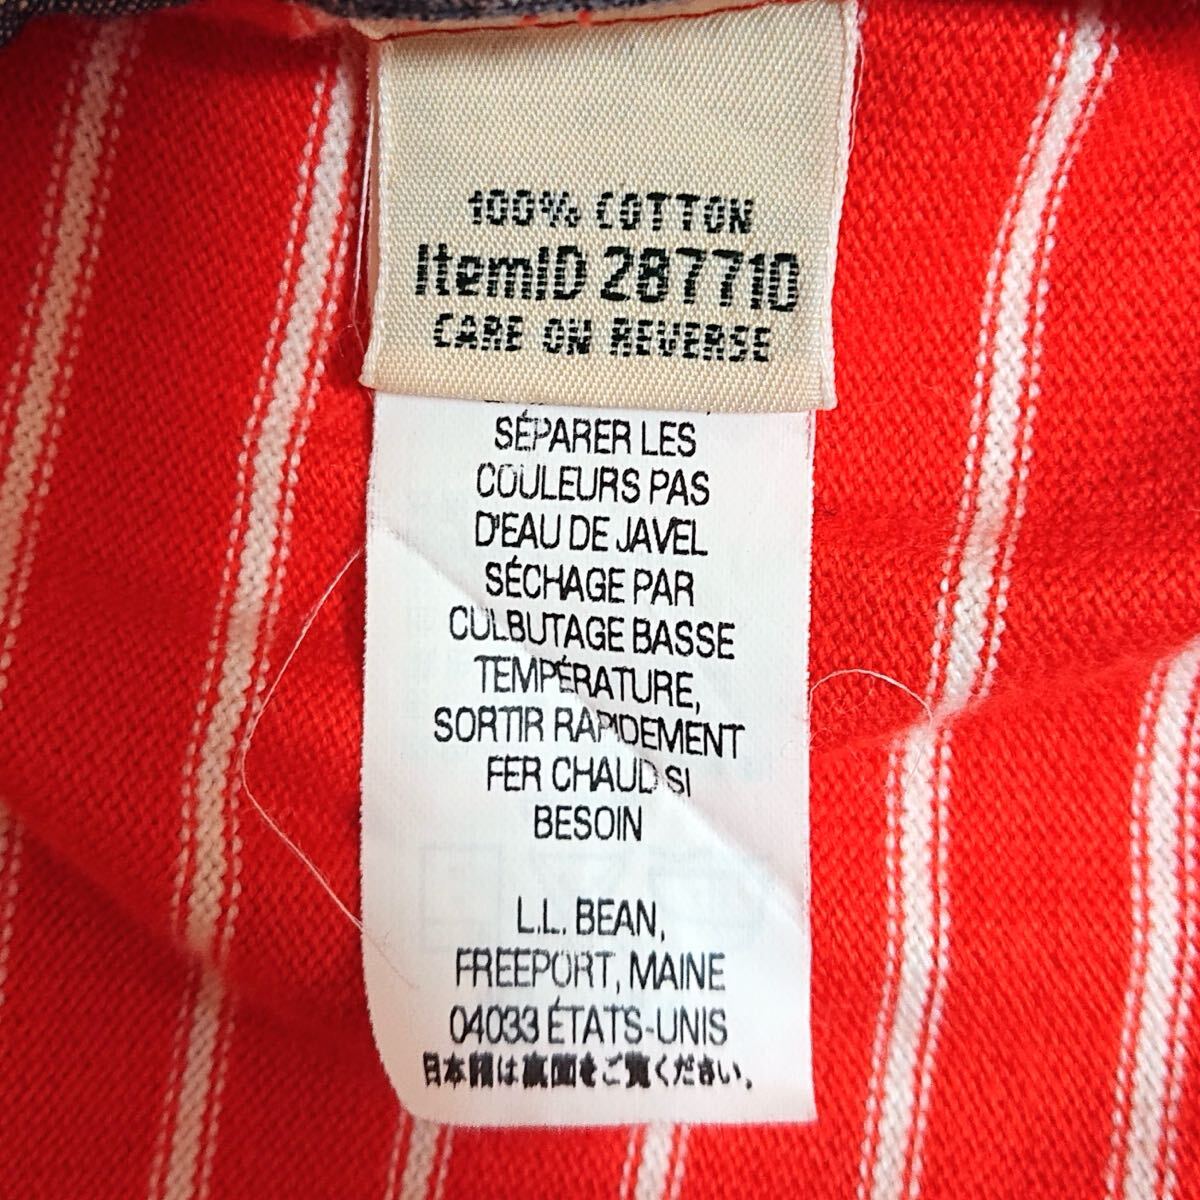 100% COTTON
ItemID 287710
CARE ON REVERSE
SÉPARER LES
COULEURS PAS
D'EAU DE JAVEL
SÉCHAGE PAR
CULBUTAGE BASSE
TEMPÉRATURE,
SORTIR RAPIDEMENT
FER CHAUD SI
BESOIN
L.L. BEAN,
FREEPORT, MAINE
04033 ÉTATS-UNIS
日本語は裏面をご覧ください。